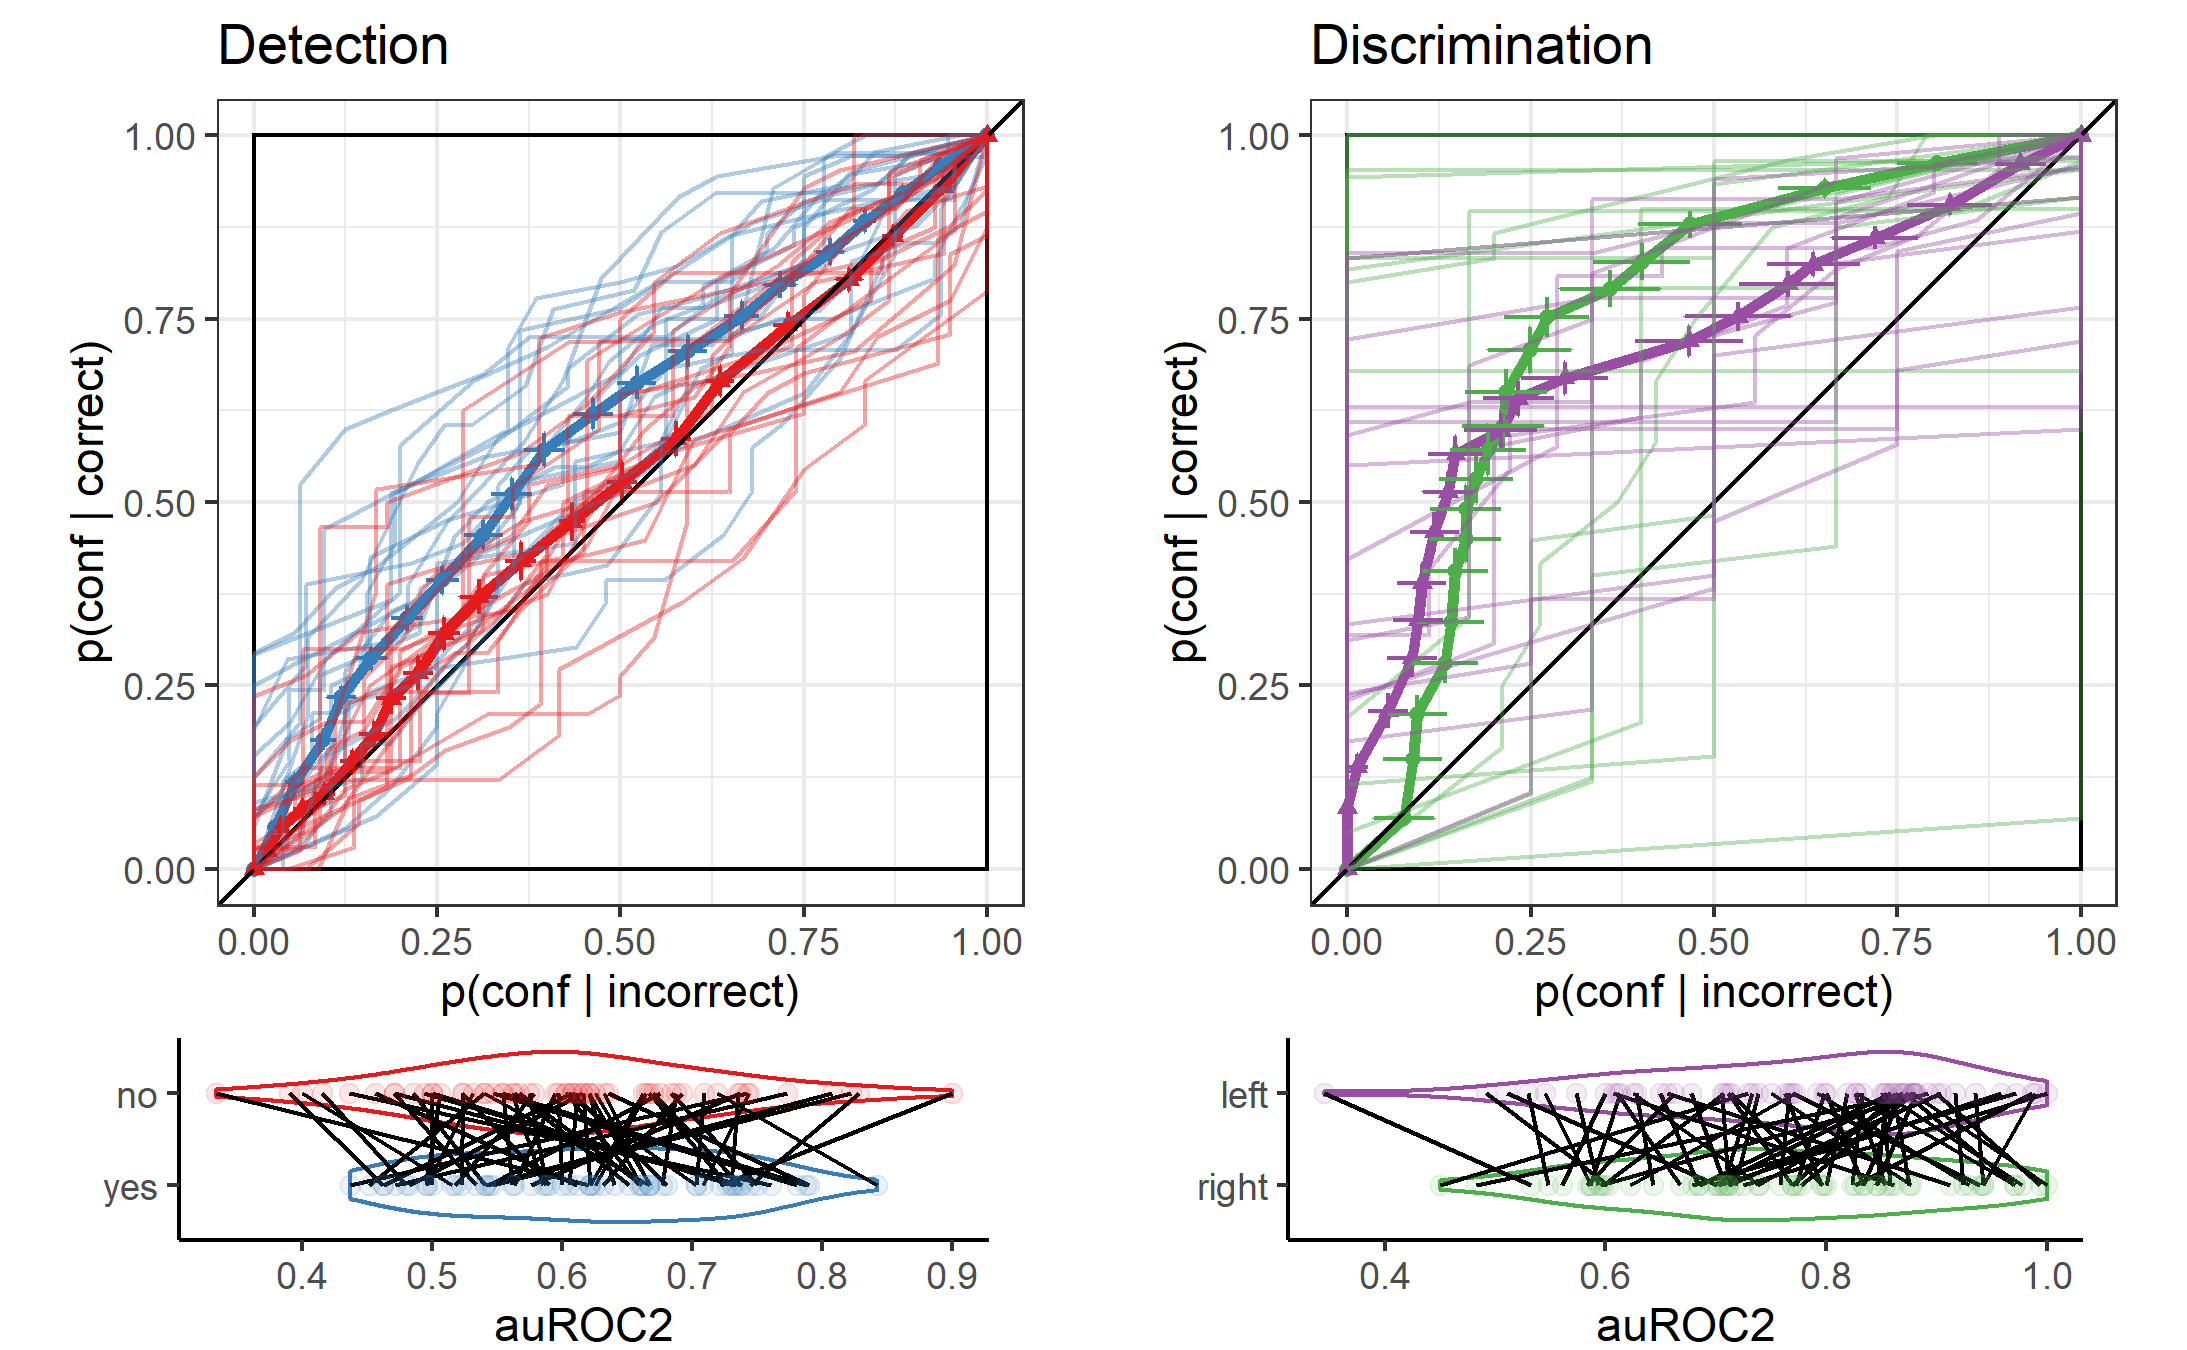 Detection
1.00
0.75
0.50
0.25
0.00
p(conf | correct)
0.00 0.25 0.50 0.75 1.00
p(conf | incorrect)
no
yes
0.4 0.5 0.6 0.7 0.8 0.9
auROC2
Discrimination
1.00
0.75
0.50
0.25
0.00
p(conf | correct)
0.00 0.25 0.50 0.75 1.00
p(conf | incorrect)
left
right
0.4 0.6 0.8 1.0
auROC2